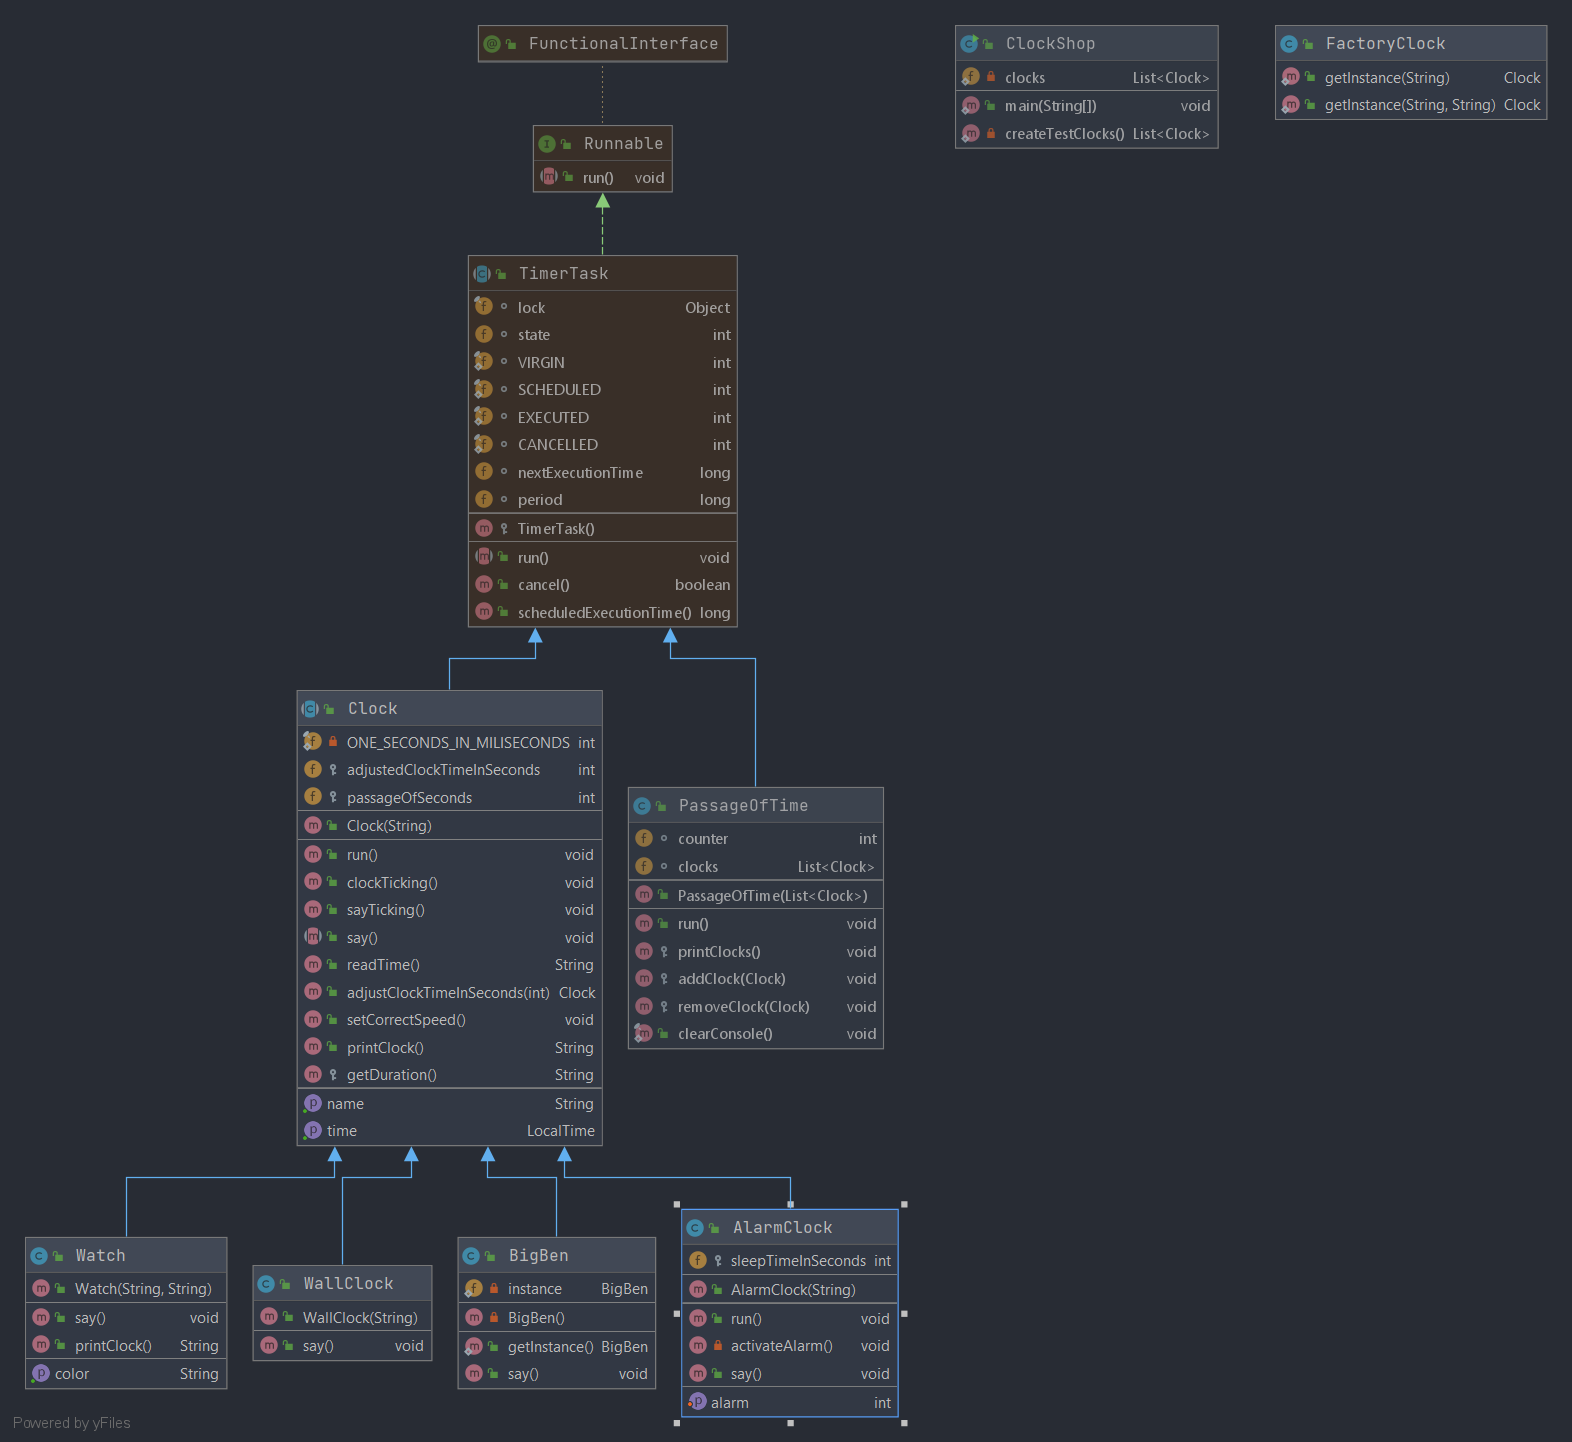 FunctionalInterface
Runnable
run() void
TimerTask
lock Object
state int
VIRGIN int
SCHEDULED int
EXECUTED int
CANCELLED int
nextExecutionTime long
period long
TimerTask()
run() void
cancel() boolean
scheduledExecutionTime() long
ClockShop
clocks List<Clock>
main(String[]) void
createTestClocks() List<Clock>
FactoryClock
getInstance(String) Clock
getInstance(String, String) Clock
Clock
ONE_SECONDS_IN_MILISECONDS int
adjustedClockTimeInSeconds int
passageOfSeconds int
Clock(String)
run() void
clockTicking() void
sayTicking() void
say() void
readTime() String
adjustClockTimeInSeconds(int) Clock
setCorrectSpeed() void
printClock() String
getDuration() String
name String
time LocalTime
PassageOfTime
counter int
clocks List<Clock>
PassageOfTime(List<Clock>)
run() void
printClocks() void
addClock(Clock) void
removeClock(Clock) void
clearConsole() void
Watch
Watch(String, String)
say() void
printClock() String
color String
WallClock
WallClock(String)
say() void
BigBen
instance BigBen
BigBen()
getInstance() BigBen
say() void
AlarmClock
sleepTimeInSeconds int
AlarmClock(String)
run() void
activateAlarm() void
say() void
alarm int
Powered by yFiles